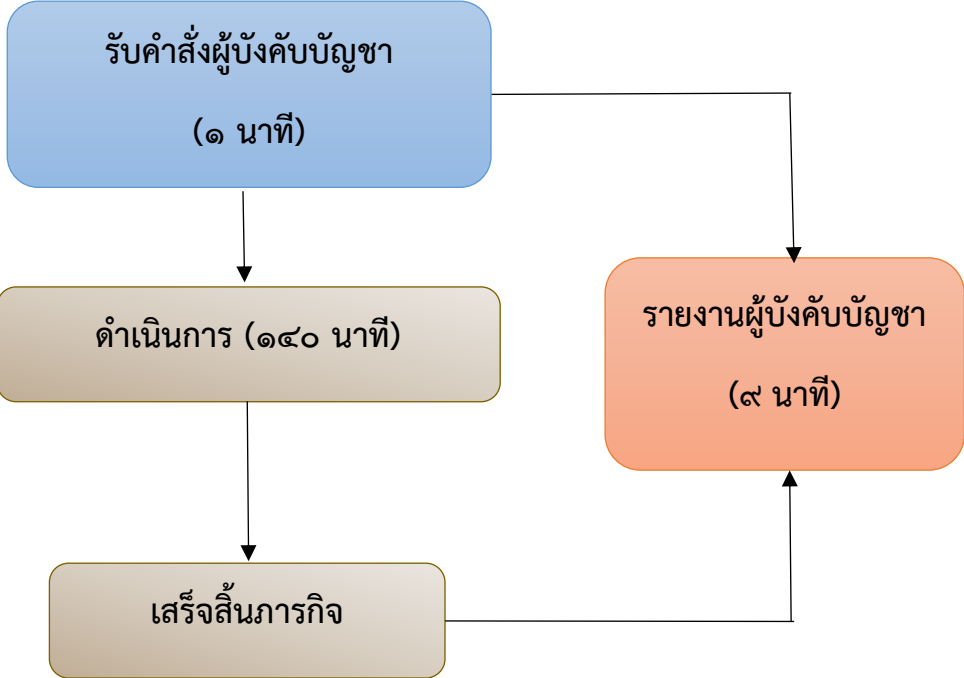 รับคำสั่งผู้บังคับบัญชา
(๑ นาที)
ดำเนินการ (๑๔๐ นาที)
รายงานผู้บังคับบัญชา
(๙ นาที)
เสร็จสิ้นภารกิจ